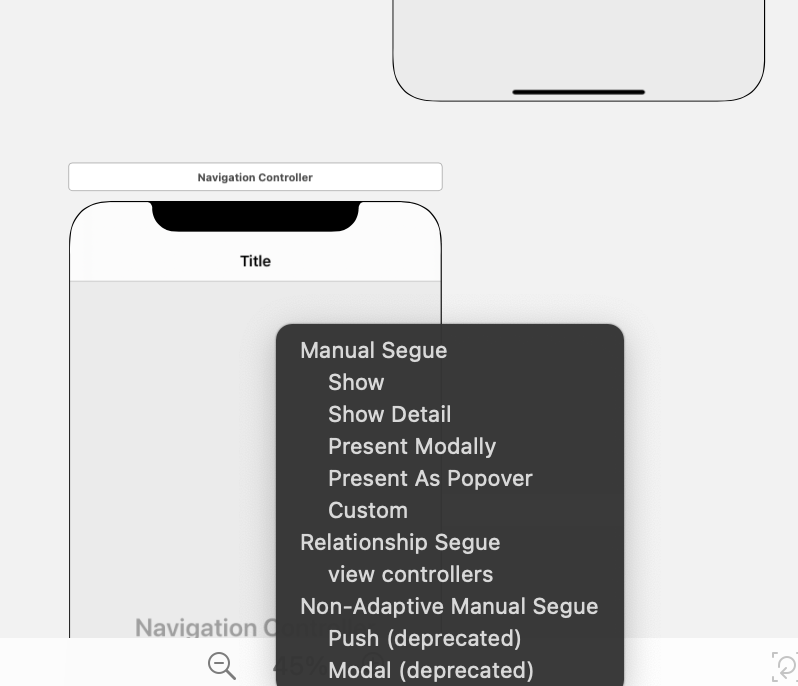 Navigation Controller
Title
Manual Segue
Show
Show Detail
Present Modally
Present As Popover
Custom
Relationship Segue
view controllers
Non-Adaptive Manual Segue
Navigation Co
Push (deprecated)
45%
Modal (deprecated)